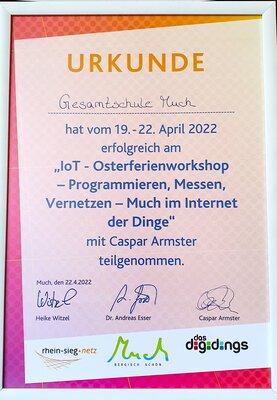 URKUNDE
Gesamtschule Much
hat vom 19. - 22. April 2022
erfolgreich am
„IoT - Osterferienworkshop
– Programmieren, Messen,
Vernetzen – Much im Internet
der Dinge“
mit Caspar Armster
teilgenommen.
Much, den 22.4.2022
Witzel
Heike Witzel Dr. Andreas Esser Caspar Armster
rhein-sieg-netz
Much
BERGISCH SCHÖN.
das
digidings